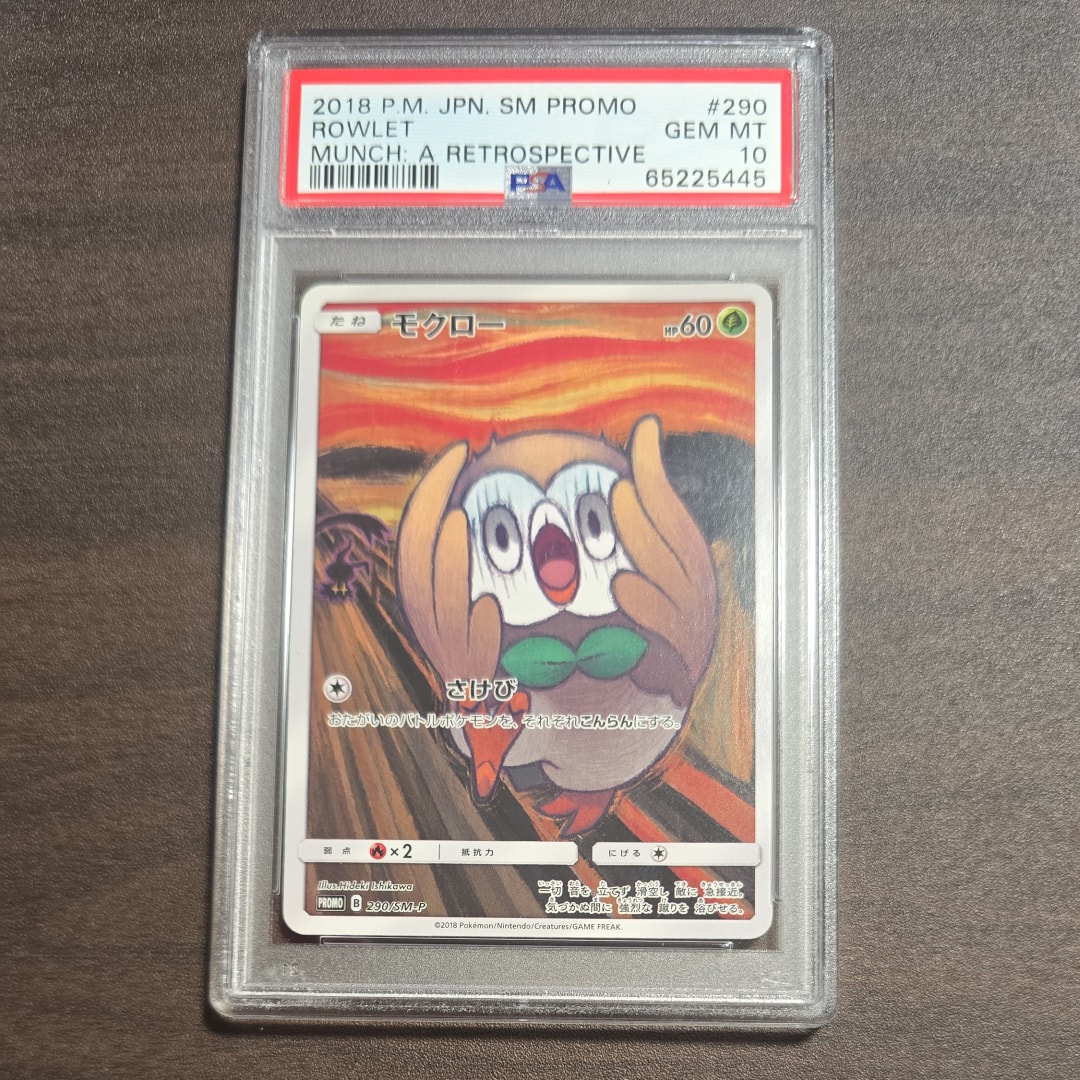 2018 P.M. JPN. SM PROMO #290
ROWLET GEM MT
MUNCH: A RETROSPECTIVE 10
PSA 65225445
たね モクロー HP60
さけび
おたがいのバトルポケモンを、それぞれこんらんにする。
弱点 ×2 抵抗力 にげる
Illus.Hideki Ishikawa
一切 音を 立てず 滑空し 敵に 急接近。
PROMO B 290/SM-P
気づかぬ間に 強烈な 蹴りを 浴びせる。
©2018 Pokémon/Nintendo/Creatures/GAME FREAK.